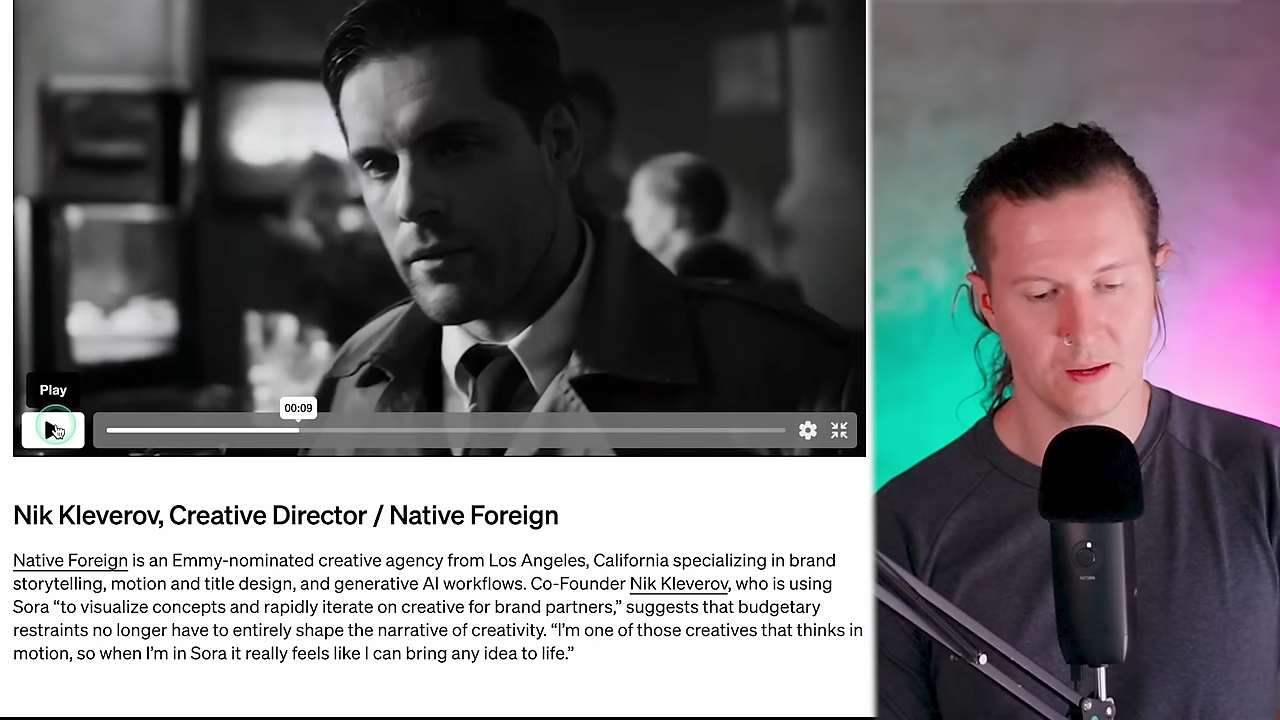 Play
00:09
Nik Kleverov, Creative Director / Native Foreign
Native Foreign is an Emmy-nominated creative agency from Los Angeles, California specializing in brand
storytelling, motion and title design, and generative AI workflows. Co-Founder Nik Kleverov, who is using
Sora “to visualize concepts and rapidly iterate on creative for brand partners,” suggests that budgetary
restraints no longer have to entirely shape the narrative of creativity. “I’m one of those creatives that thinks in
motion, so when I’m in Sora it really feels like I can bring any idea to life.”